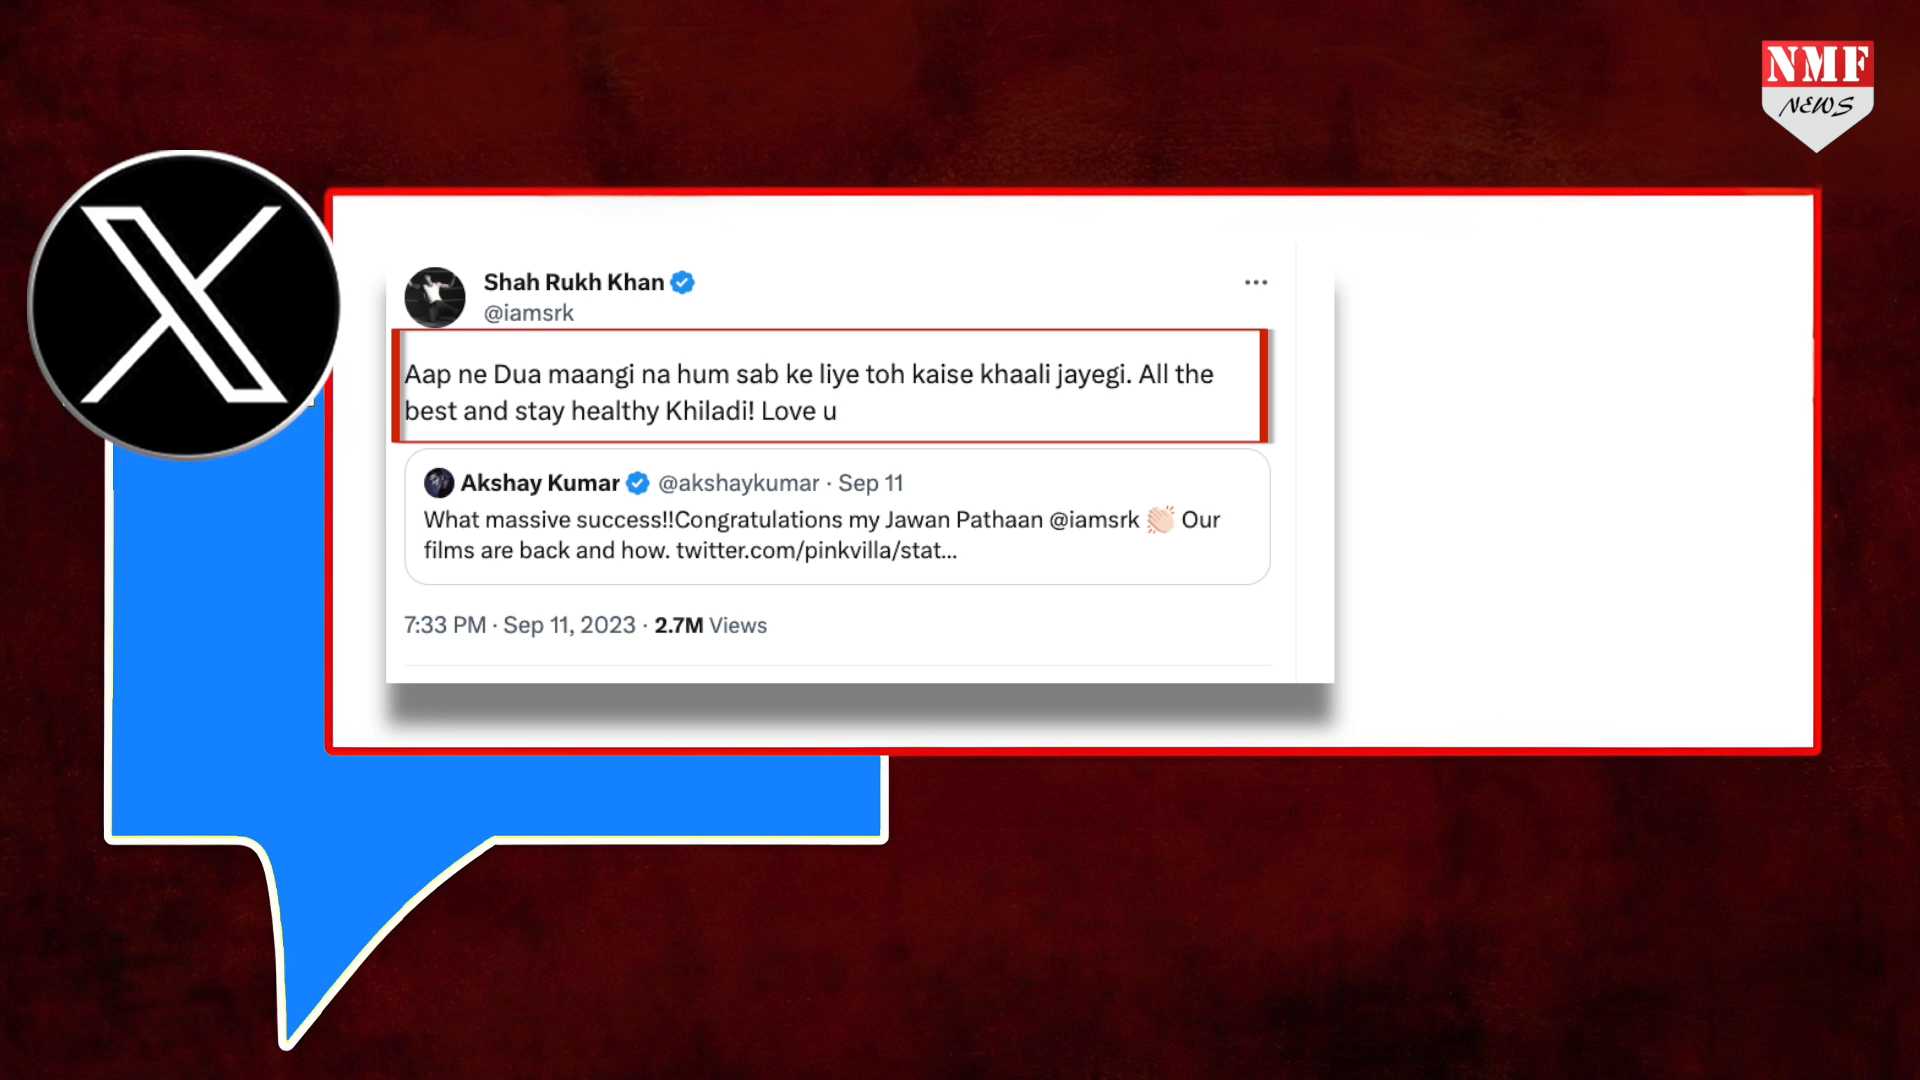 NMF
NEWS
Shah Rukh Khan
@iamsrk
Aap ne Dua maangi na hum sab ke liye toh kaise khaali jayegi. All the
best and stay healthy Khiladi! Love u
Akshay Kumar @akshaykumar · Sep 11
What massive success!!Congratulations my Jawan Pathaan @iamsrk 👏🏻 Our
films are back and how. twitter.com/pinkvilla/stat...
7:33 PM · Sep 11, 2023 · 2.7M Views